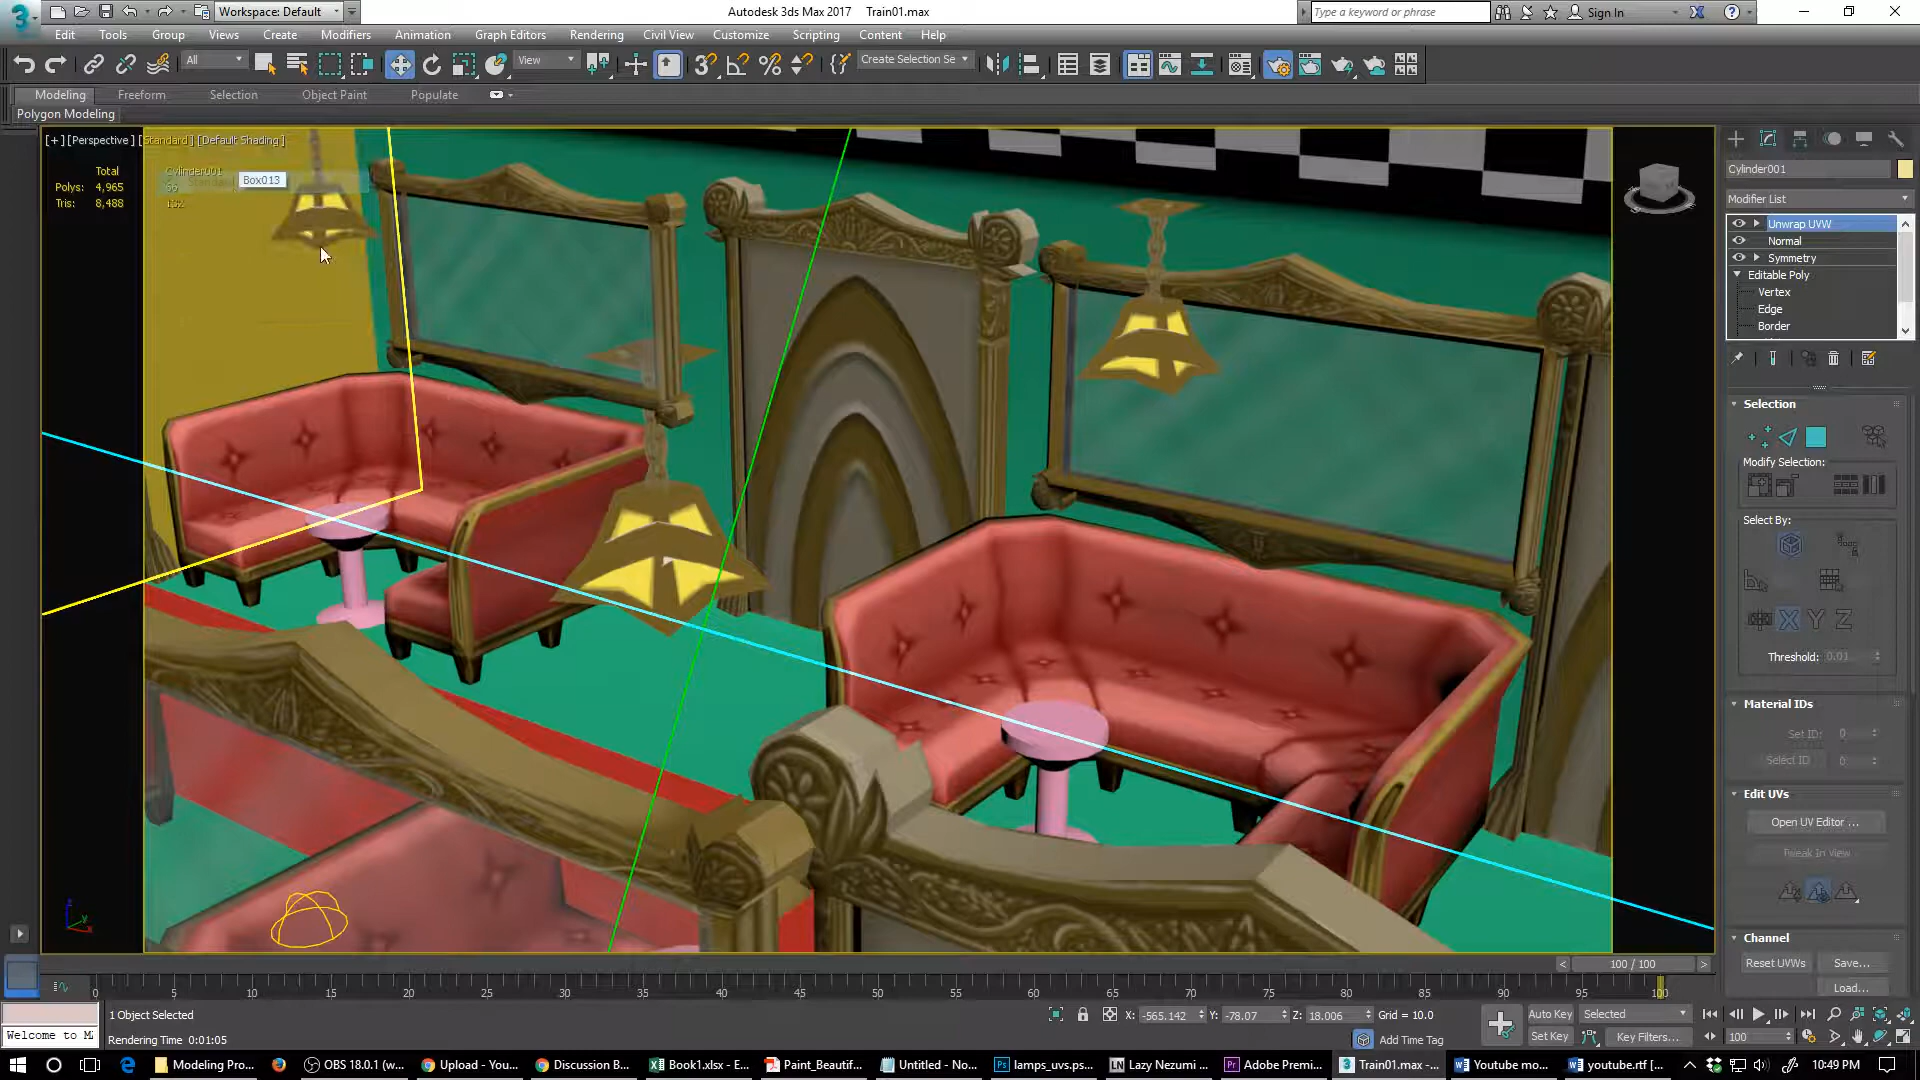 3 Workspace: Default Autodesk 3ds Max 2017 Train01.max Type a keyword or phrase Sign In
Edit Tools Group Views Create Modifiers Animation Graph Editors Rendering Civil View Customize Scripting Content Help
All View Create Selection Se
Modeling Freeform Selection Object Paint Populate
Polygon Modeling
[+] [Perspective] [Standard] [Default Shading]
Total Cylinder001
Polys: 4,965 66
Tris: 8,488 132
Box013
Cylinder001
Modifier List
Unwrap UVW
Normal
Symmetry
Editable Poly
Vertex
Edge
Border
Selection
Modify Selection:
Select By:
X Y Z
Threshold: 0.01
Material IDs
Set ID: 0
Select ID 0
Edit UVs
Open UV Editor ...
Tweak In View
Channel
Reset UVWs Save...
Load...
z y x
< 100 / 100 >
0 5 10 15 20 25 30 35 40 45 50 55 60 65 70 75 80 85 90 95 100
1 Object Selected X: -565.142 Y: -78.07 Z: 18.006 Grid = 10.0 Auto Key Selected
Welcome to Mi Rendering Time 0:01:05 Add Time Tag Set Key Key Filters... 100
Modeling Pro... OBS 18.0.1 (w... Upload - You... Discussion B... Book1.xlsx - E... Paint_Beautif... Untitled - No... lamps_uvs.ps... Lazy Nezumi ... Adobe Premi... Train01.max -... Youtube mo... youtube.rtf [... 10:49 PM